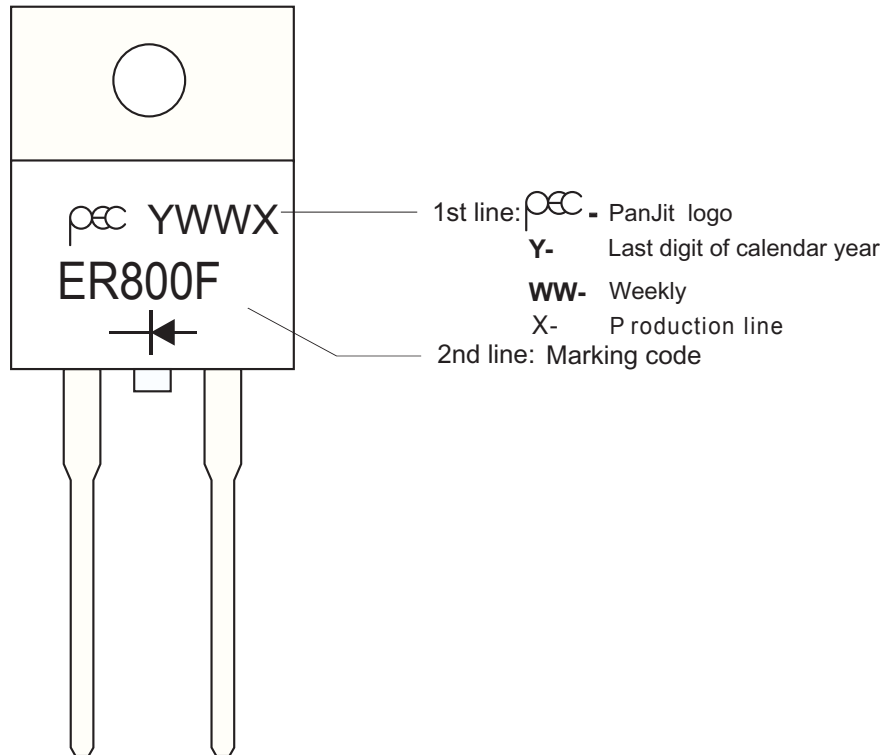 PEC YWWX
ER800F
1st line: PEC - PanJit logo
Y- Last digit of calendar year
WW- Weekly
X- P roduction line
2nd line: Marking code